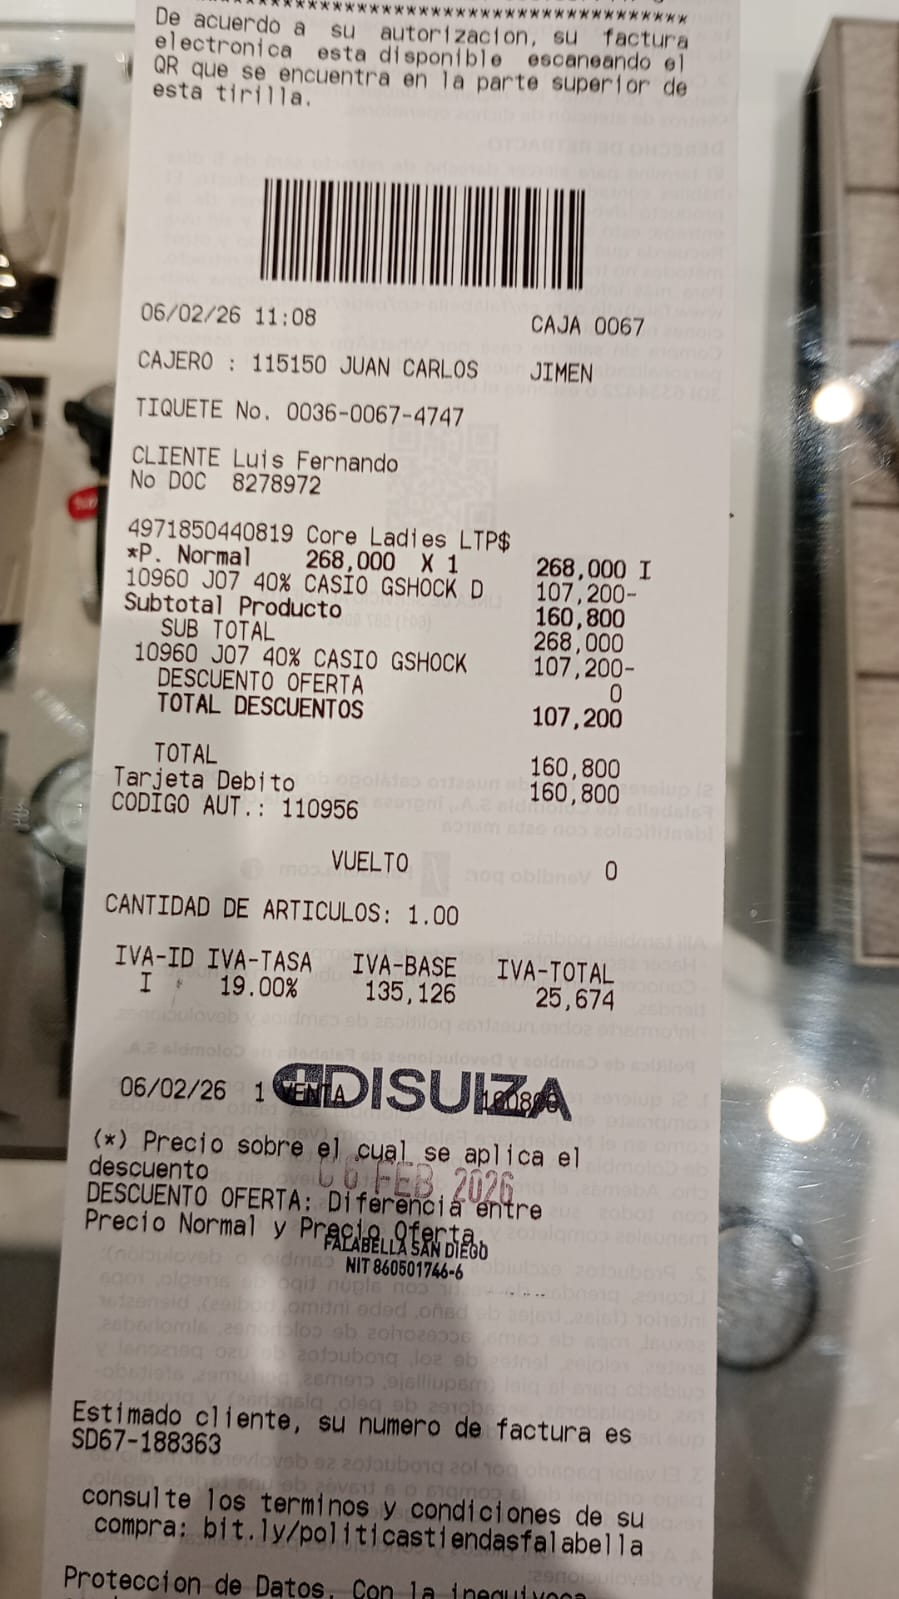 De acuerdo a su autorizacion, su factura
electronica esta disponible escaneando el
QR que se encuentra en la parte superior de
esta tirilla.
06/02/26 11:08 CAJA 0067
CAJERO : 115150 JUAN CARLOS JIMEN
TIQUETE No. 0036-0067-4747
CLIENTE Luis Fernando
No DOC 8278972
4971850440819 Core Ladies LTP$
*P. Normal 268,000 X 1 268,000 I
10960 J07 40% CASIO GSHOCK D 107,200-
Subtotal Producto 160,800
SUB TOTAL 268,000
10960 J07 40% CASIO GSHOCK 107,200-
DESCUENTO OFERTA 0
TOTAL DESCUENTOS 107,200
TOTAL 160,800
Tarjeta Debito 160,800
CODIGO AUT.: 110956
VUELTO 0
CANTIDAD DE ARTICULOS: 1.00
IVA-ID IVA-TASA IVA-BASE IVA-TOTAL
I 19.00% 135,126 25,674
06/02/26 1 VENTA
DISUIZA
(*) Precio sobre el cual se aplica el
descuento
06 FEB 2026
DESCUENTO OFERTA: Diferencia entre
Precio Normal y Precio Oferta.
FALABELLA SAN DIEGO
NIT 860501746-6
Estimado cliente, su numero de factura es
SD67-188363
consulte los terminos y condiciones de su
compra: bit.ly/politicastiendasfalabella
Proteccion de Datos. Con la inequivoca